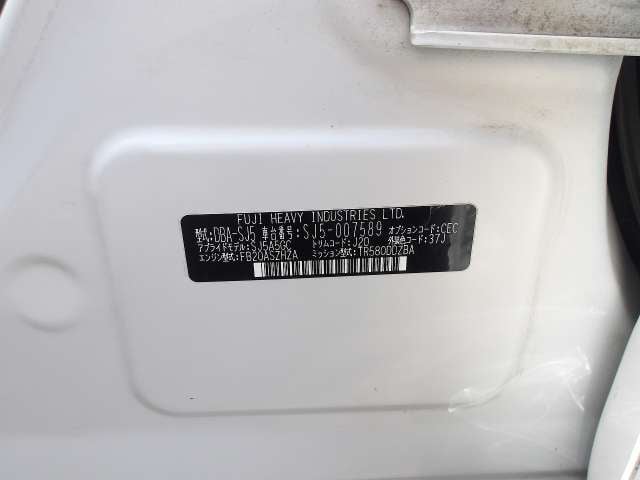 FUJI HEAVY INDUSTRIES LTD.
型式:DBA-SJ5 車台番号:SJ5-007589 オプションコード:CEC
アプライドモデル:SJ5A5GC トリムコード:J20 外装色コード:37J
エンジン型式:FB20ASZHZA ミッション型式:TR580DDZBA